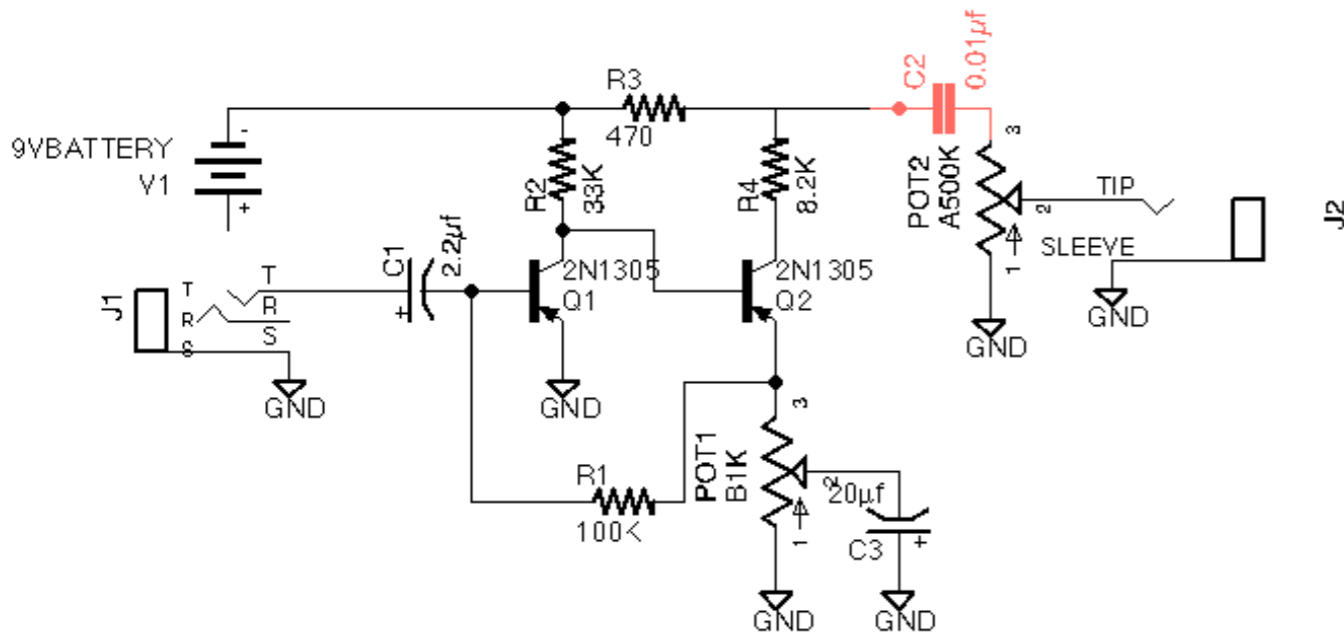 C2
0.01µf
R3
470
-
9VBATTERY
V1
+
R2
33K
R4
8.2K
3
POT2
A500K
2
1
TIP
SLEEVE
J2
GND
GND
C1
2.2µf
+
2N1305
Q1
2N1305
Q2
J1
T
R
S
T
R
S
GND
GND
R1
100K
POT1
B1K
3
2
1
20µf
C3
+
GND
GND